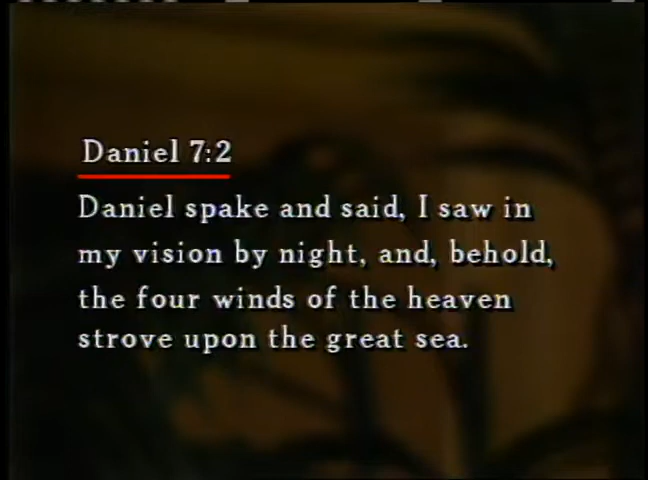 Daniel 7:2
Daniel spake and said, I saw in
my vision by night, and, behold,
the four winds of the heaven
strove upon the great sea.